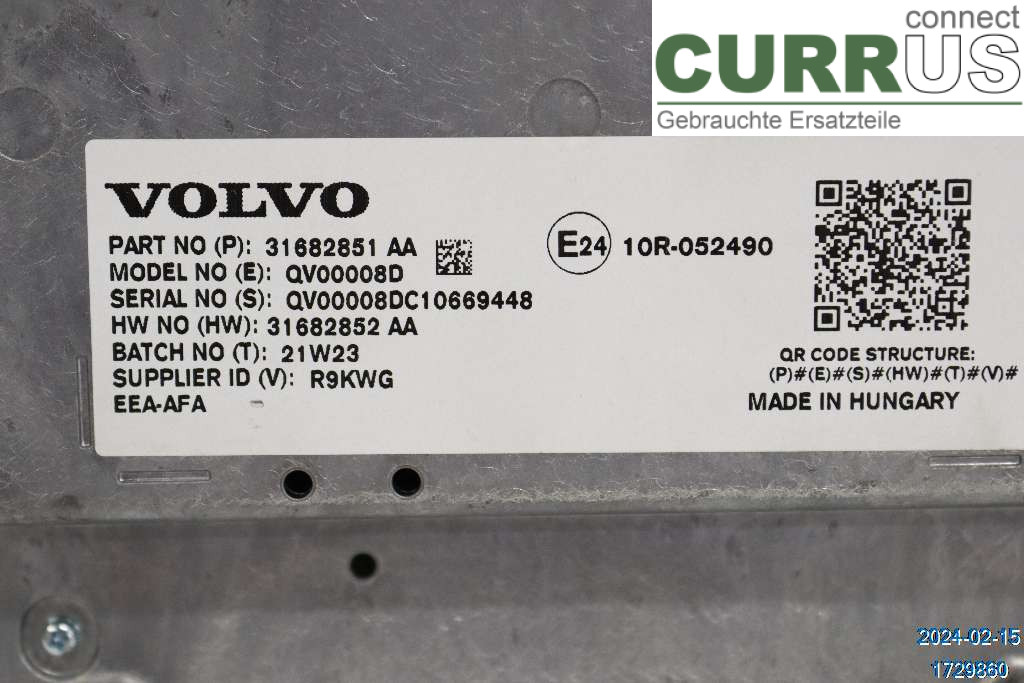 connect
CURRUS
Gebrauchte Ersatzteile
VOLVO
PART NO (P): 31682851 AA
MODEL NO (E): QV00008D
SERIAL NO (S): QV00008DC10669448
HW NO (HW): 31682852 AA
BATCH NO (T): 21W23
SUPPLIER ID (V): R9KWG
EEA-AFA
E24 10R-052490
QR CODE STRUCTURE:
(P)#(E)#(S)#(HW)#(T)#(V)#
MADE IN HUNGARY
2024-02-15
1729860